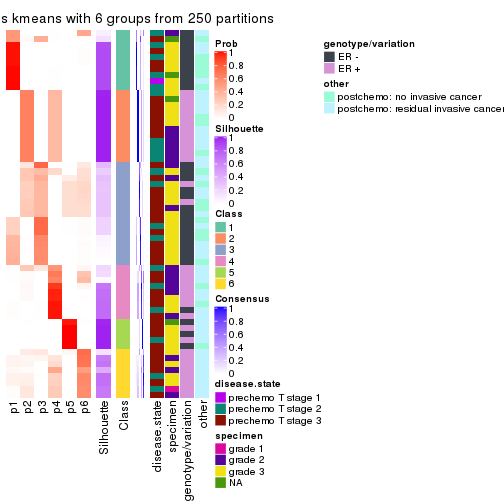 s kmeans with 6 groups from 250 partitions
Prob
1
0.8
0.6
0.4
0.2
0
Silhouette
1
0.8
0.6
0.4
0.2
0
Class
1
2
3
4
5
6
Consensus
1
0.8
0.6
0.4
0.2
0
disease.state
prechemo T stage 1
prechemo T stage 2
prechemo T stage 3
specimen
grade 1
grade 2
grade 3
NA
genotype/variation
ER -
ER +
other
postchemo: no invasive cancer
postchemo: residual invasive cancer
p1
p2
p3
p4
p5
p6
Silhouette
Class
disease.state
specimen
genotype/variation
other